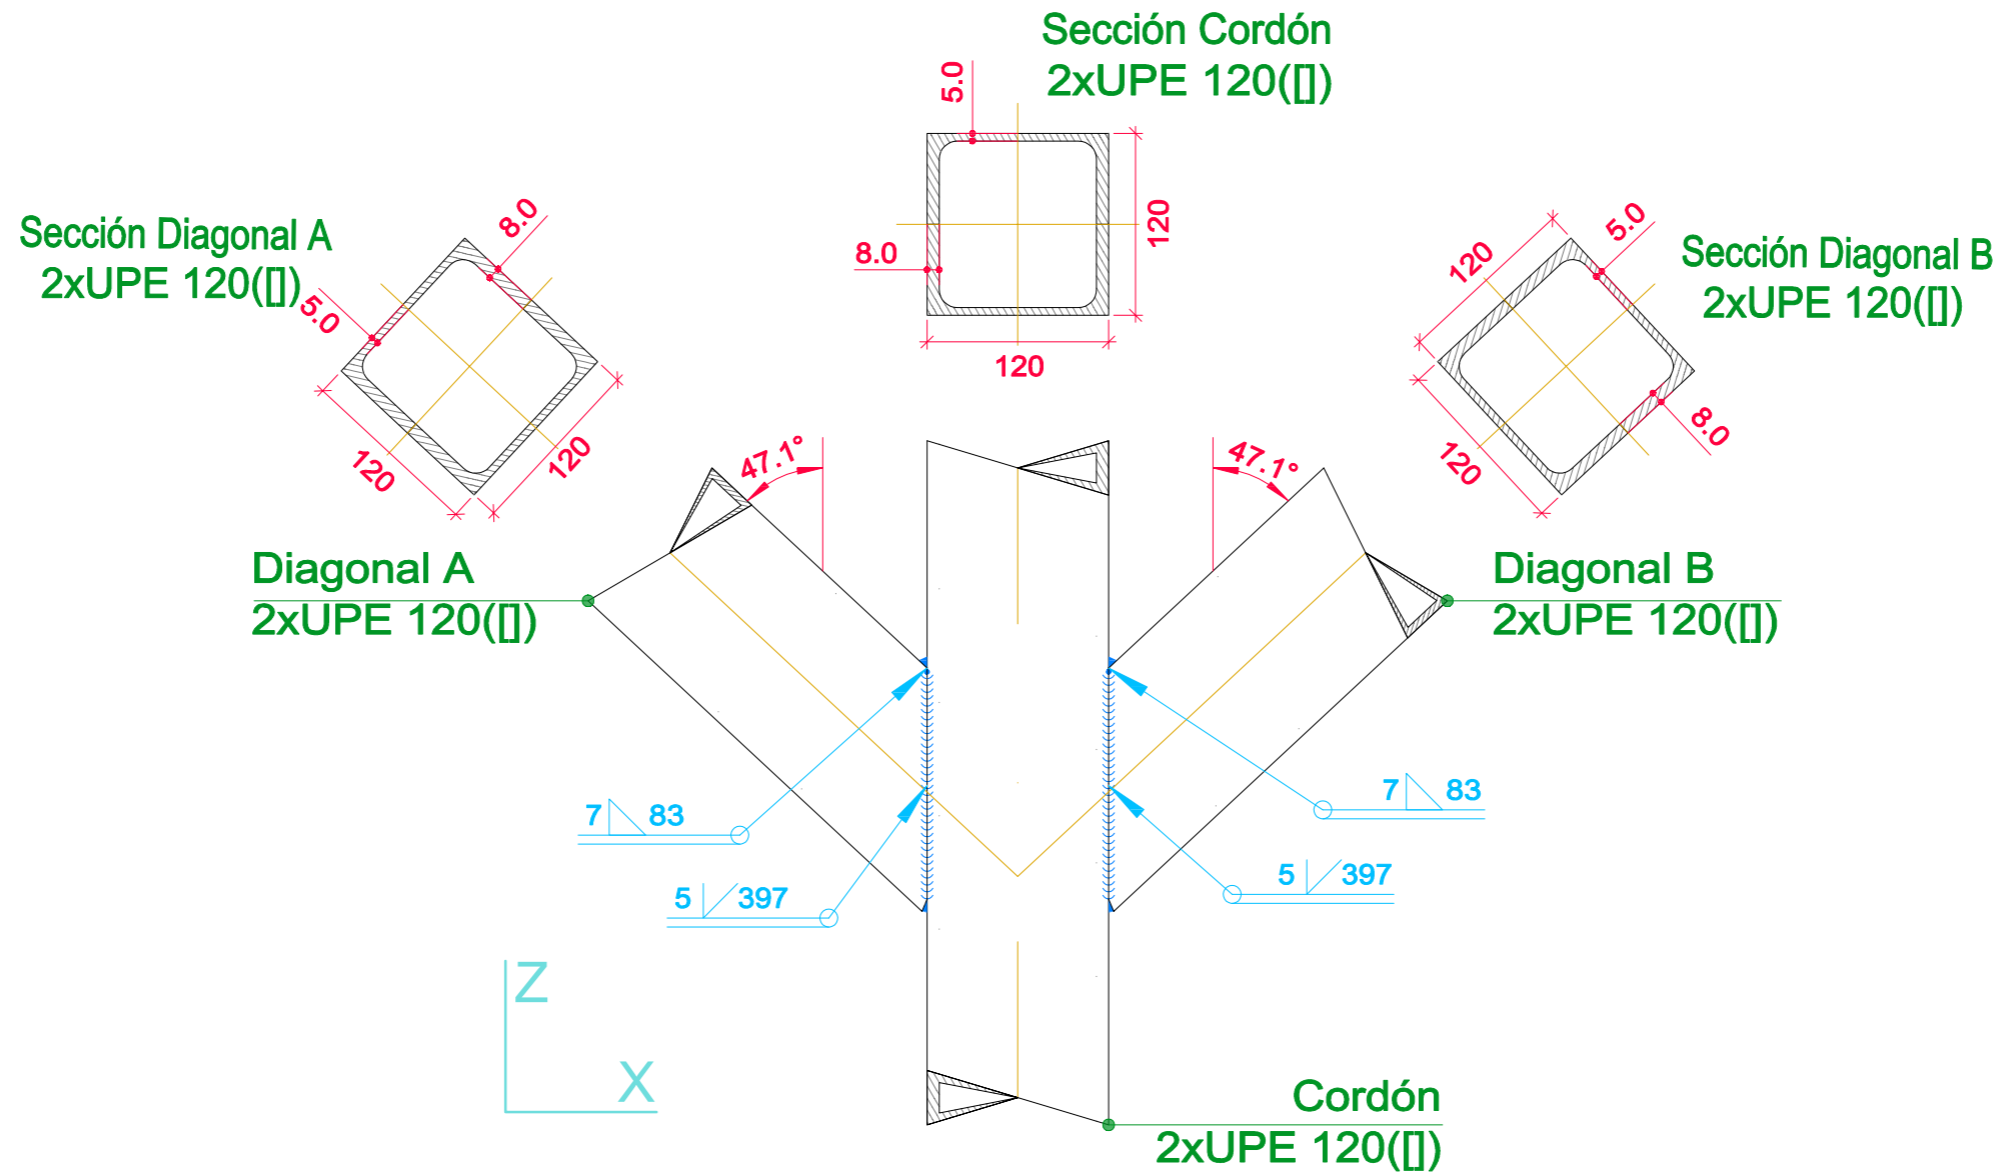 Sección Cordón
2xUPE 120([])
5.0
120
8.0
120
Sección Diagonal A
2xUPE 120([])
8.0
5.0
120
120
Sección Diagonal B
2xUPE 120([])
5.0
120
8.0
120
47.1°
47.1°
Diagonal A
2xUPE 120([])
Diagonal B
2xUPE 120([])
7 83
5 397
7 83
5 397
Z
X
Cordón
2xUPE 120([])